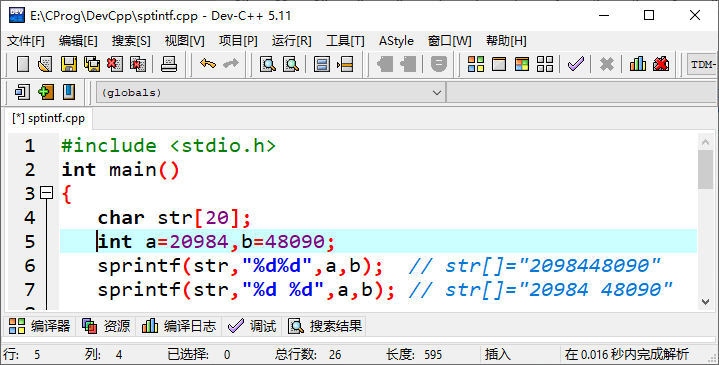 E:\CProg\DevCpp\sptintf.cpp - Dev-C++ 5.11
文件[F] 编辑[E] 搜索[S] 视图[V] 项目[P] 运行[R] 工具[T] AStyle 窗口[W] 帮助[H]
TDM-
(globals)
[*] sptintf.cpp
1 #include <stdio.h>
2 int main()
3 {
4 char str[20];
5 int a=20984,b=48090;
6 sprintf(str,"%d%d",a,b); // str[]="2098448090"
7 sprintf(str,"%d %d",a,b); // str[]="20984 48090"
编译器 资源 编译日志 调试 搜索结果
行: 5 列: 4 已选择: 0 总行数: 26 长度: 595 插入 在 0.016 秒内完成解析